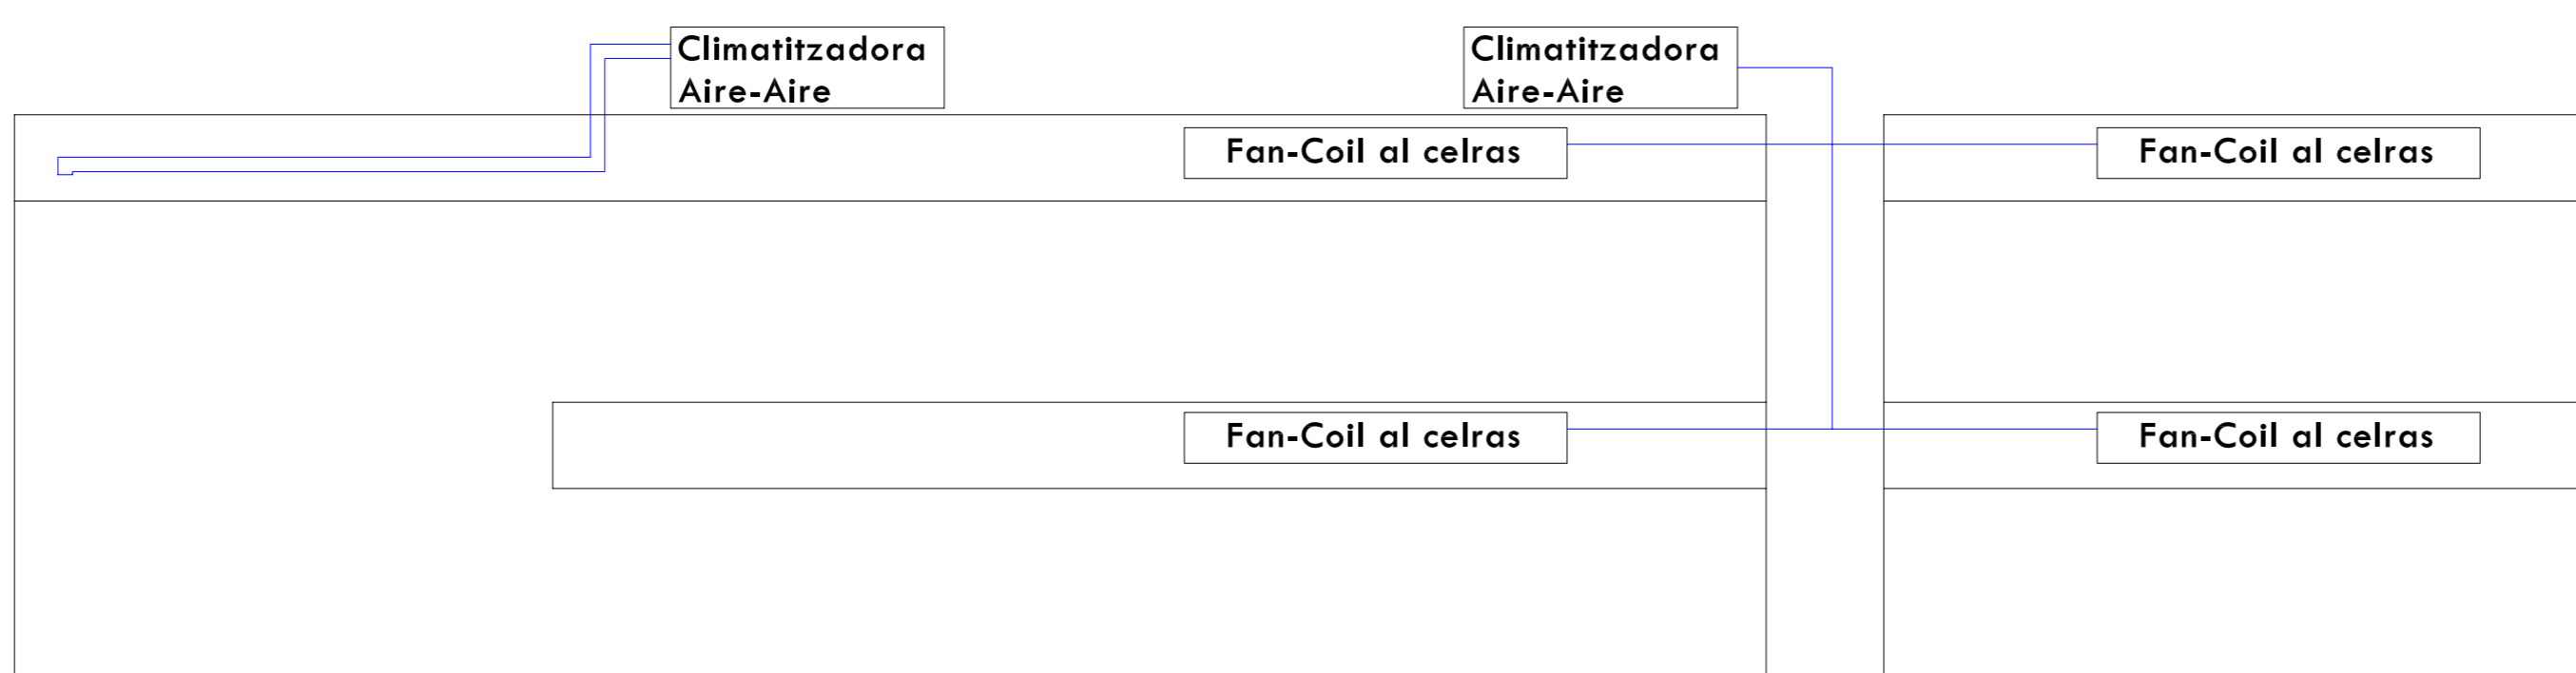 Climatitzadora
Aire-Aire
Climatitzadora
Aire-Aire
Fan-Coil al celras
Fan-Coil al celras
Fan-Coil al celras
Fan-Coil al celras